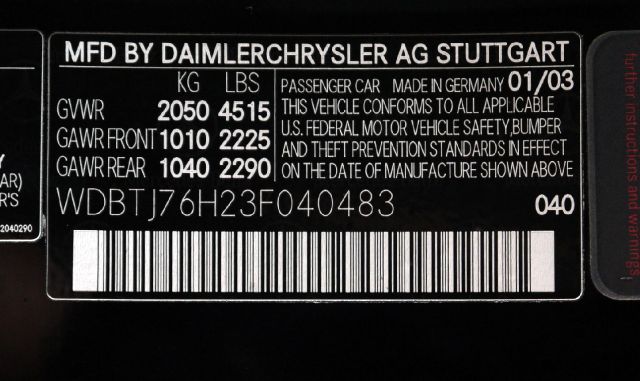 MFD BY DAIMLERCHRYSLER AG STUTTGART
KG LBS
GVWR 2050 4515
GAWR FRONT 1010 2225
GAWR REAR 1040 2290
PASSENGER CAR MADE IN GERMANY 01/03
THIS VEHICLE CONFORMS TO ALL APPLICABLE
U.S. FEDERAL MOTOR VEHICLE SAFETY,BUMPER
AND THEFT PREVENTION STANDARDS IN EFFECT
ON THE DATE OF MANUFACTURE SHOWN ABOVE
WDBTJ76H23F040483 040
Y
AR)
R'S
2040290
further instructions and warnings